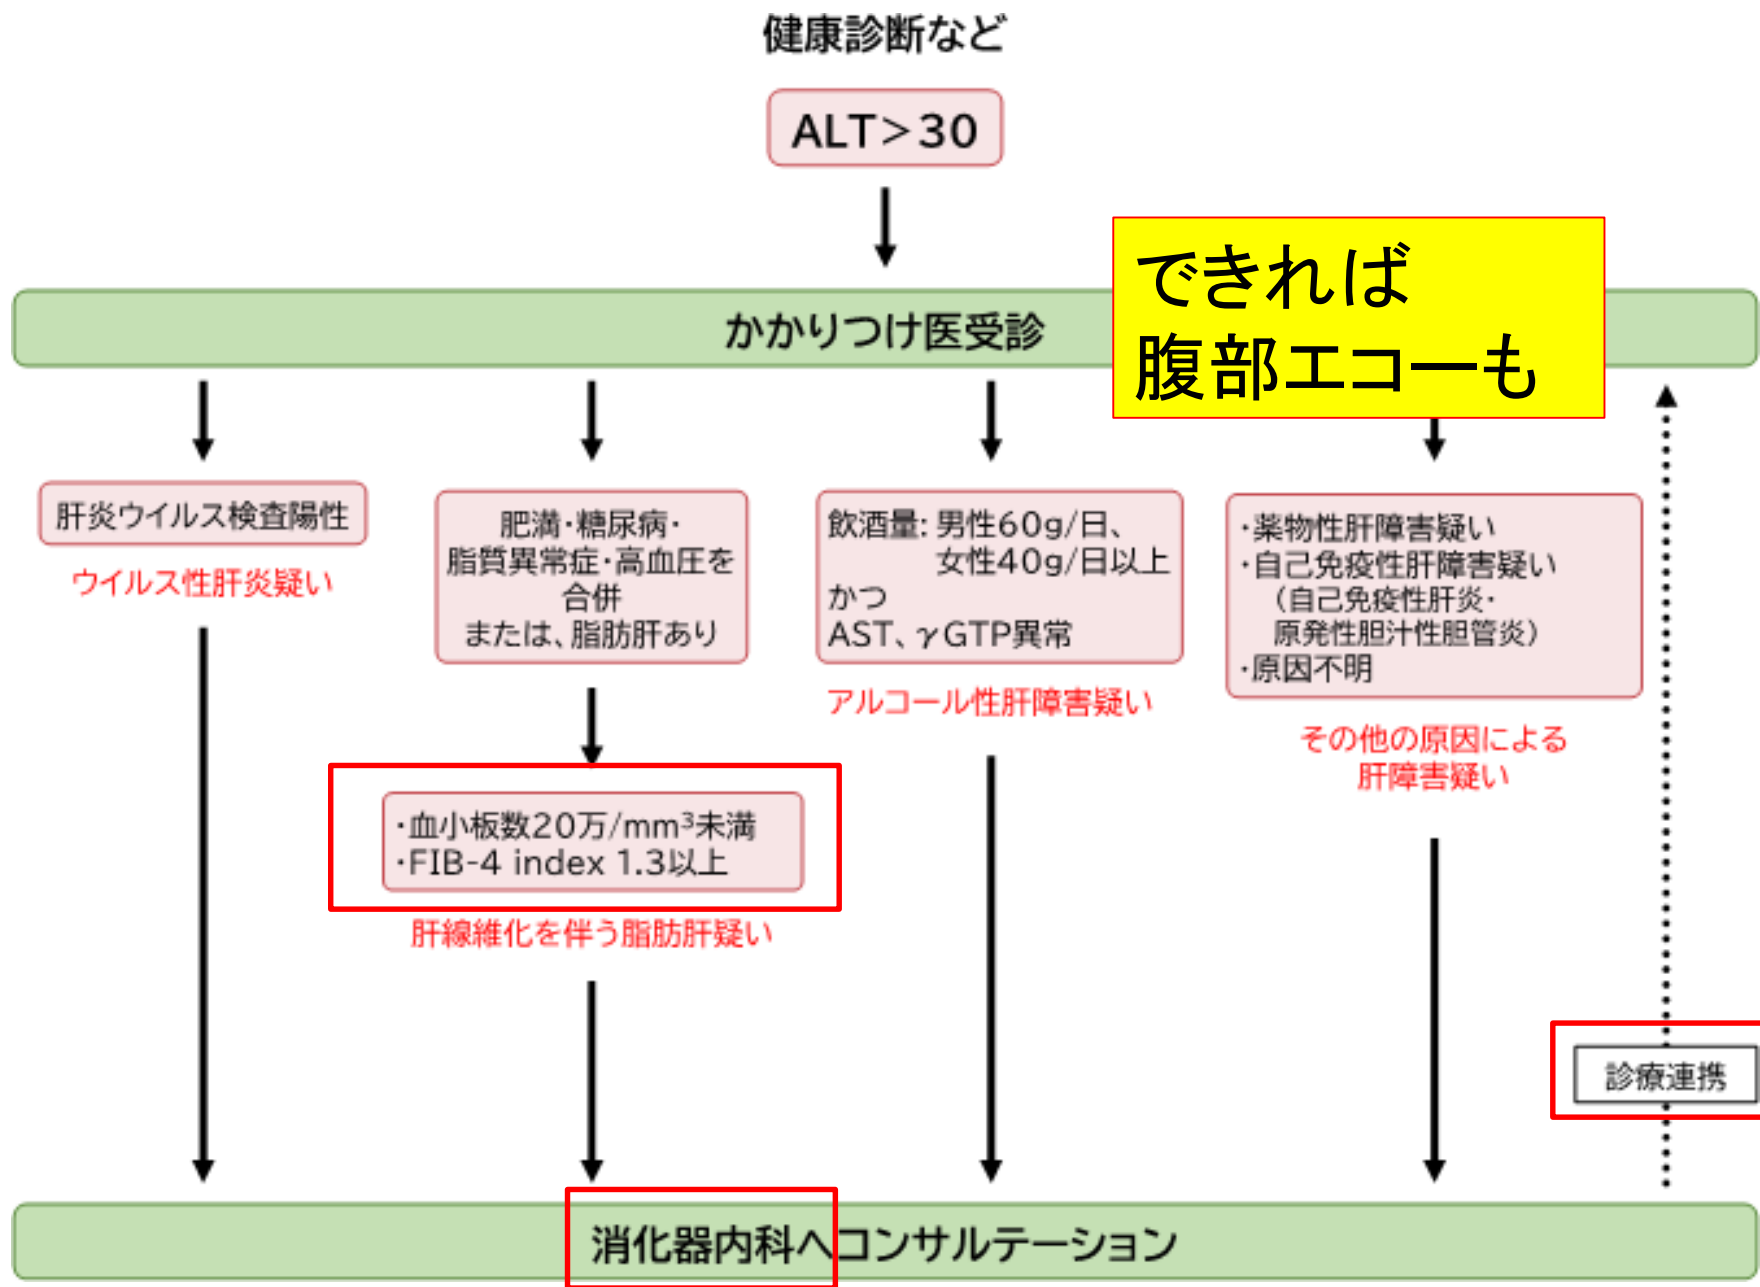 健康診断など
ALT>30
できれば
腹部エコーも
かかりつけ医受診
肝炎ウイルス検査陽性
ウイルス性肝炎疑い
肥満・糖尿病・
脂質異常症・高血圧を
合併
または、脂肪肝あり
・血小板数20万/mm³未満
・FIB-4 index 1.3以上
肝線維化を伴う脂肪肝疑い
飲酒量: 男性60g/日、
女性40g/日以上
かつ
AST、γGTP異常
アルコール性肝障害疑い
・薬物性肝障害疑い
・自己免疫性肝障害疑い
（自己免疫性肝炎・
原発性胆汁性胆管炎）
・原因不明
その他の原因による
肝障害疑い
診療連携
消化器内科へコンサルテーション